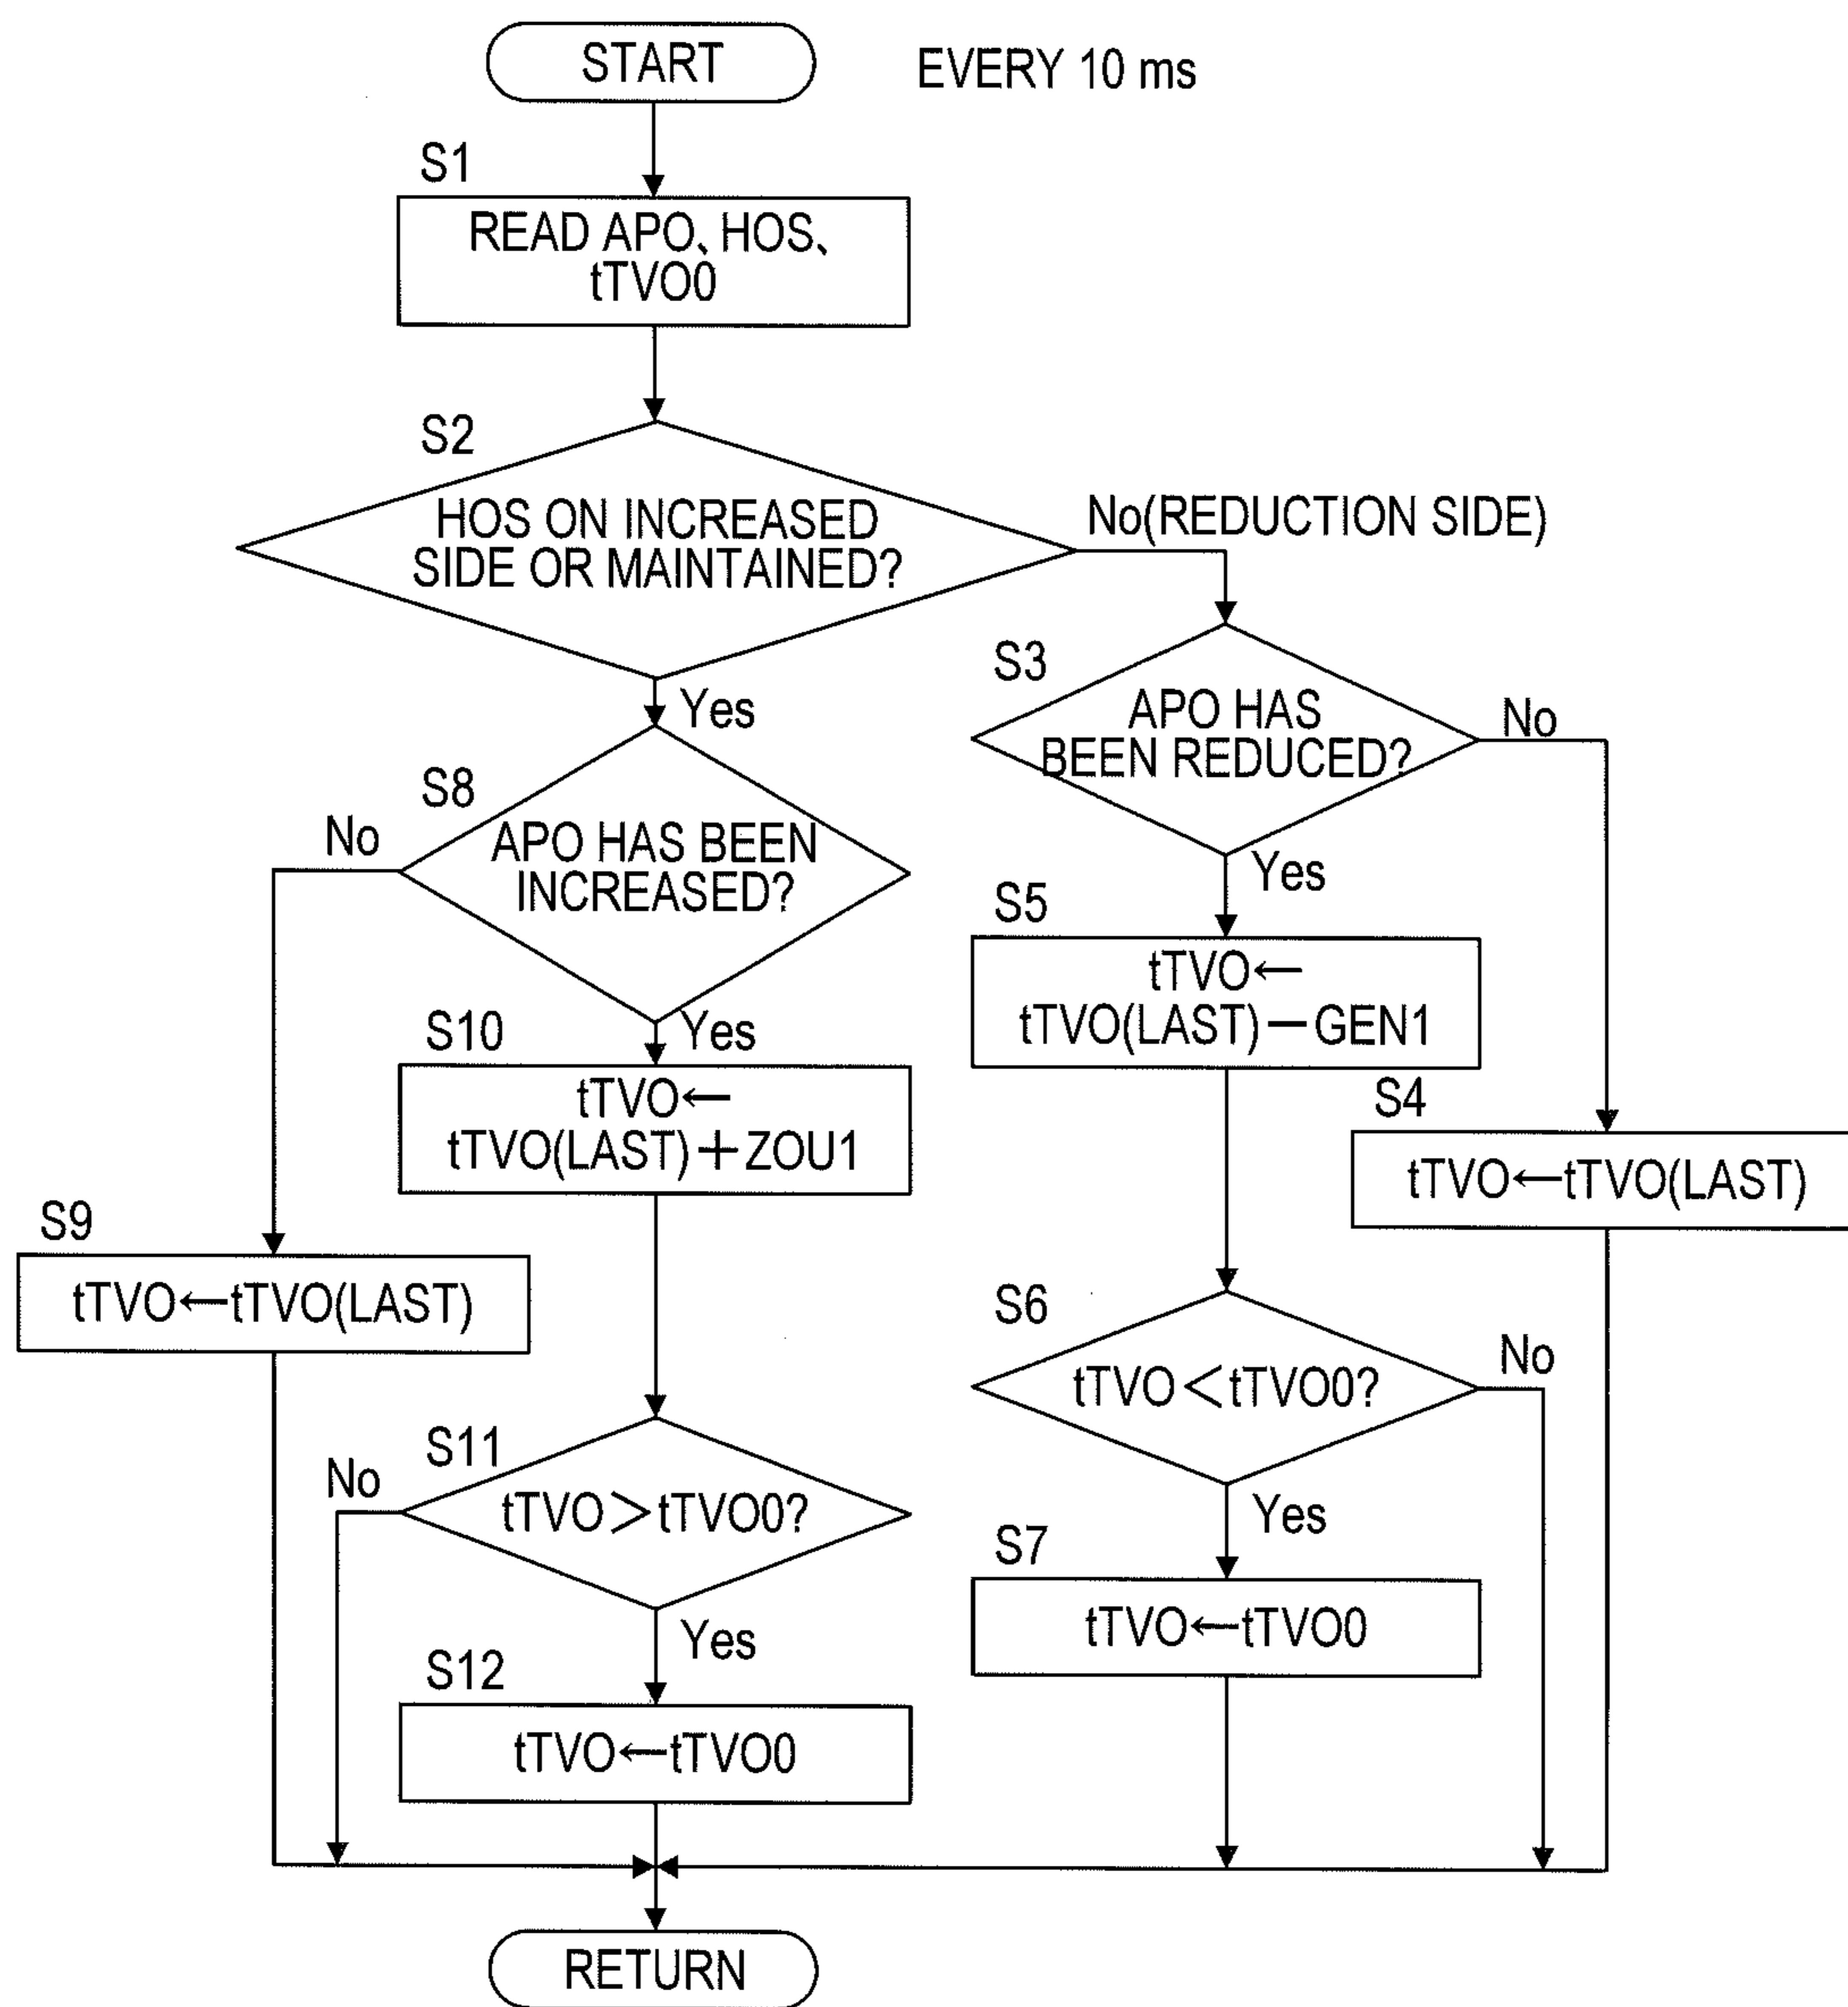 START
EVERY 10 ms
S1
READ APO、HOS、
tTVO0
S2
HOS ON INCREASED
SIDE OR MAINTAINED?
No(REDUCTION SIDE)
Yes
S3
APO HAS
BEEN REDUCED?
No
Yes
S8
APO HAS BEEN
INCREASED?
No
Yes
S5
tTVO←
tTVO(LAST)−GEN1
S10
tTVO←
tTVO(LAST)+ZOU1
S4
tTVO←tTVO(LAST)
S9
tTVO←tTVO(LAST)
S6
tTVO<tTVO0?
No
Yes
S11
tTVO>tTVO0?
No
Yes
S7
tTVO←tTVO0
S12
tTVO←tTVO0
RETURN